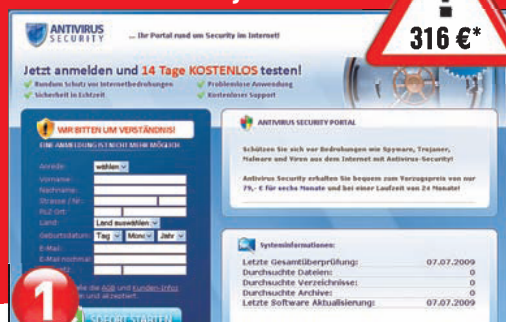 316 €*
ANTIVIRUS
SECURITY
... Ihr Portal rund um Security im Internet!
Jetzt anmelden und 14 Tage KOSTENLOS testen!
Rundum Schutz vor Internetbedrohungen
Problemlose Anwendung
Sicherheit in Echtzeit
Kostenloser Support
WIR BITTEN UM VERSTÄNDNIS!
EINE ANMELDUNG IST NICHT MEHR MÖGLICH
Anrede: wählen
Vorname:
Nachname:
Strasse / Nr.:
PLZ Ort:
Land: Land auswählen
Geburtsdatum: Tag Monat Jahr
E-Mail:
E-Mail nochmal:
die AGB und Kunden-Infos
und akzeptiert.
1
SOFORT STARTEN
ANTIVIRUS SECURITY PORTAL
Schützen Sie sich vor Bedrohungen wie Spyware, Trojaner,
Malware und Viren aus dem Internet mit Antivirus-Security!
Antivirus Security erhalten Sie bequem zum Vorzugspreis von nur
79,- € für sechs Monate und bei einer Laufzeit von 24 Monate!
Systeminformationen:
Letzte Gesamtüberprüfung: 07.07.2009
Durchsuchte Dateien: 0
Durchsuchte Verzeichnisse: 0
Durchsuchte Archive: 0
Letzte Software Aktualisierung: 07.07.2009